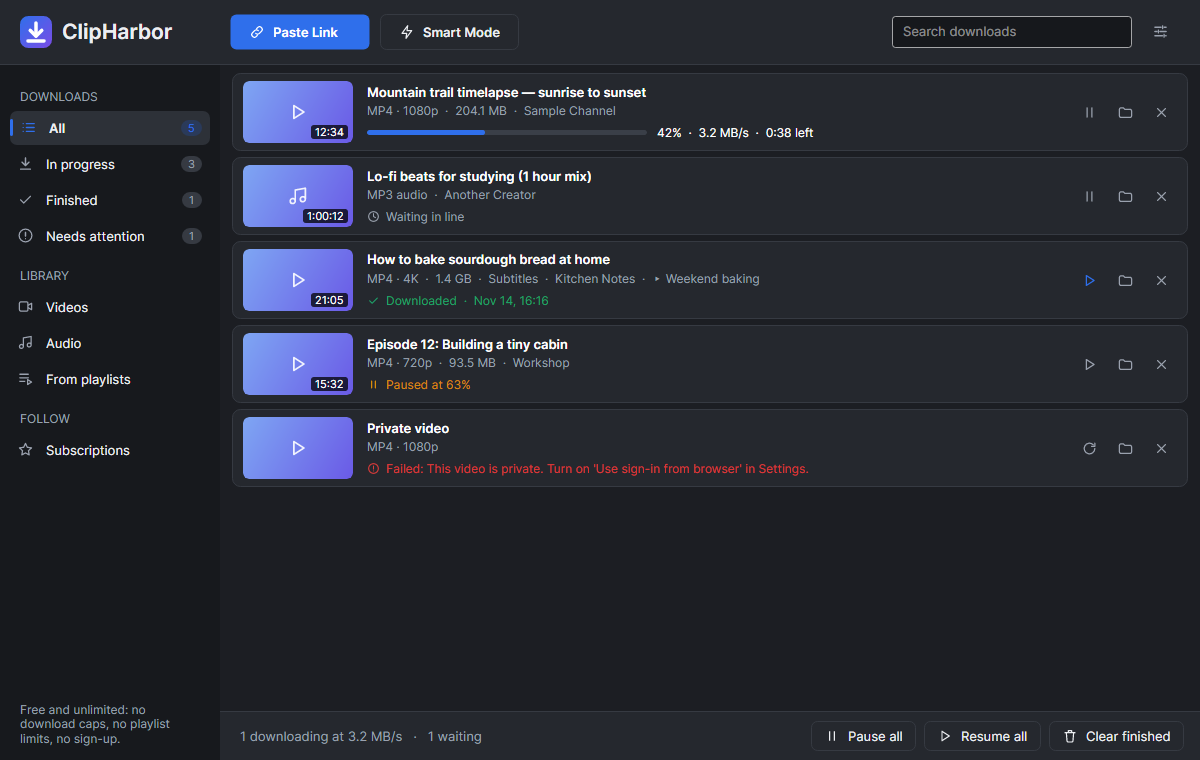 ClipHarbor
Paste Link
Smart Mode
Search downloads
DOWNLOADS
All 5
In progress 3
Finished 1
Needs attention 1
LIBRARY
Videos
Audio
From playlists
FOLLOW
Subscriptions
Free and unlimited: no
download caps, no playlist
limits, no sign-up.
12:34
Mountain trail timelapse — sunrise to sunset
MP4 · 1080p · 204.1 MB · Sample Channel
42% · 3.2 MB/s · 0:38 left
1:00:12
Lo-fi beats for studying (1 hour mix)
MP3 audio · Another Creator
Waiting in line
21:05
How to bake sourdough bread at home
MP4 · 4K · 1.4 GB · Subtitles · Kitchen Notes · ‣ Weekend baking
Downloaded · Nov 14, 16:16
15:32
Episode 12: Building a tiny cabin
MP4 · 720p · 93.5 MB · Workshop
Paused at 63%
Private video
MP4 · 1080p
Failed: This video is private. Turn on 'Use sign-in from browser' in Settings.
1 downloading at 3.2 MB/s · 1 waiting
Pause all
Resume all
Clear finished